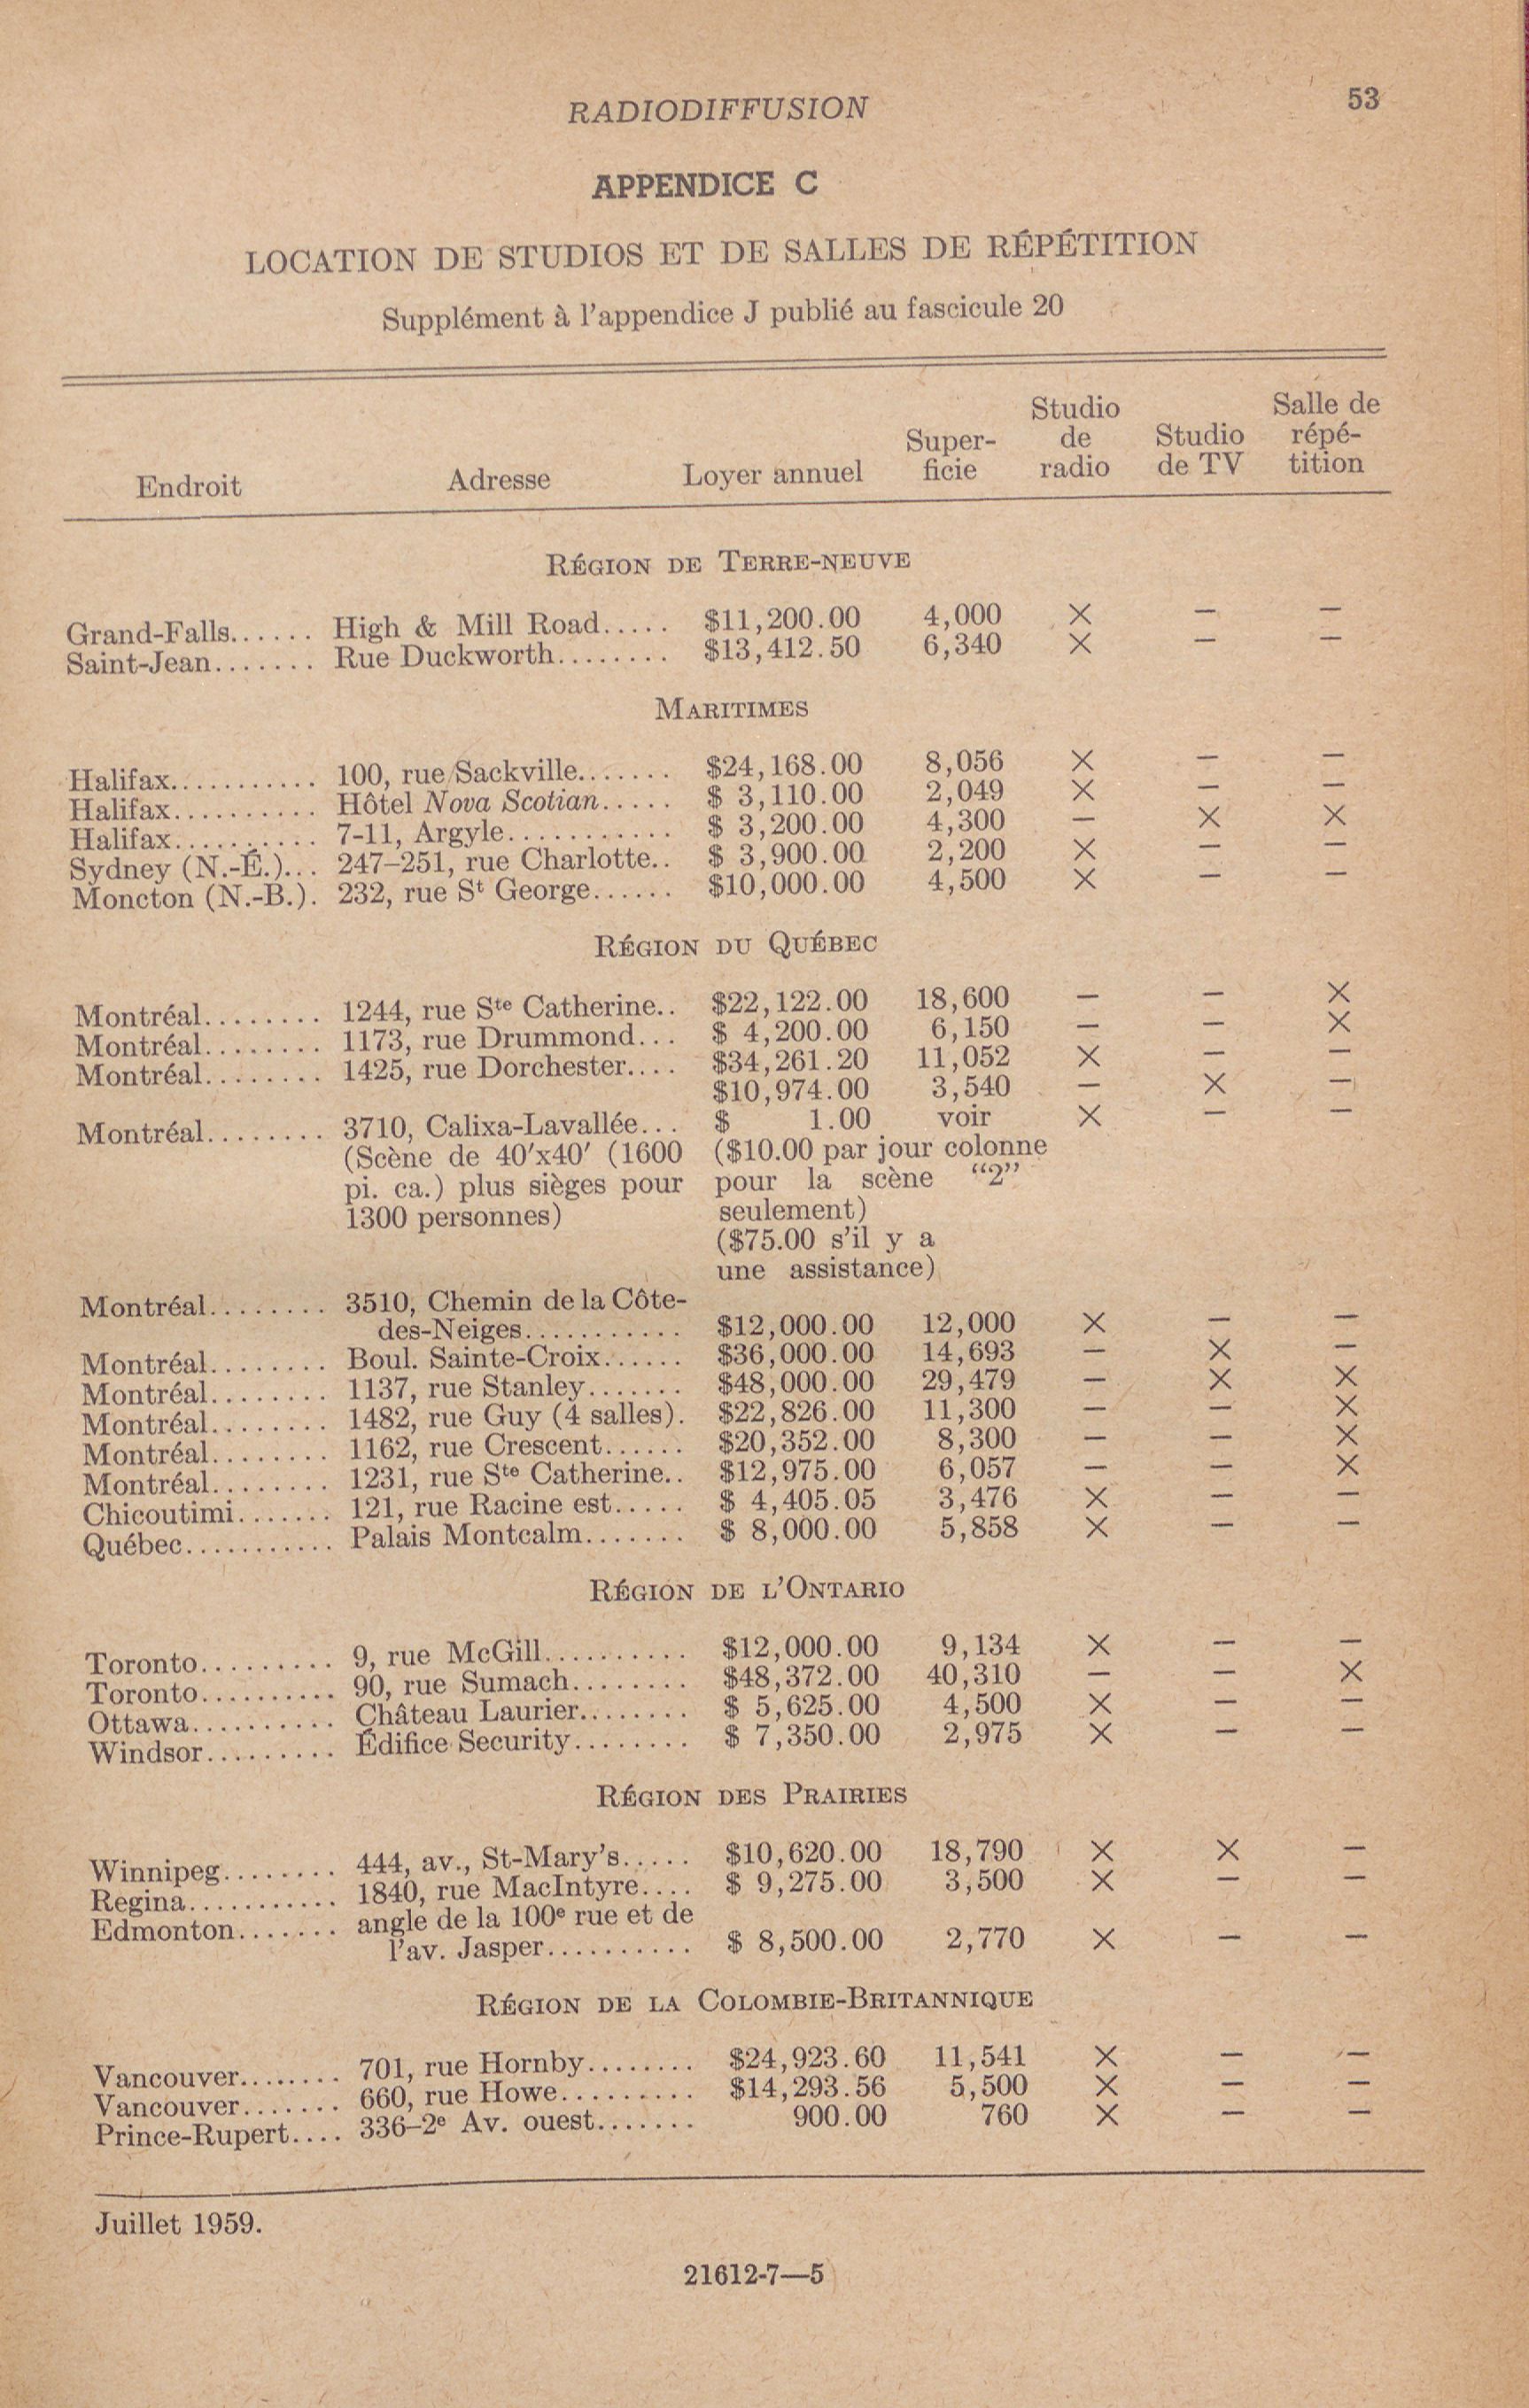 RADIODIFFUSION 53
APPENDICE C
LOCATION DE STUDIOS ET DE SALLES DE RÉPÉTITION
Supplément à l'appendice J publié au fascicule 20
Studio Salle de
Super- de Studio répé-
Endroit Adresse Loyer annuel ficie radio de TV tition
RÉGION DE TERRE-NEUVE
Grand-Falls...... High & Mill Road..... $11,200.00 4,000 × — —
Saint-Jean....... Rue Duckworth........ $13,412.50 6,340 × — —
MARITIMES
Halifax........... 100, rue Sackville....... $24,168.00 8,056 × — —
Halifax.......... Hôtel Nova Scotian..... $ 3,110.00 2,049 × — —
Halifax.......... 7-11, Argyle........... $ 3,200.00 4,300 — × ×
Sydney (N.-É.)... 247–251, rue Charlotte.. $ 3,900.00 2,200 × — —
Moncton (N.-B.). 232, rue St George...... $10,000.00 4,500 × — —
RÉGION DU QUÉBEC
Montréal........ 1244, rue Ste Catherine.. $22,122.00 18,600 — — ×
Montréal........ 1173, rue Drummond... $ 4,200.00 6,150 — — ×
Montréal........ 1425, rue Dorchester.... $34,261.20 11,052 × — —
$10,974.00 3,540 — × —
Montréal........ 3710, Calixa-Lavallée... $ 1.00 voir × — —
(Scène de 40′x40′ (1600 ($10.00 par jour colonne
pi. ca.) plus sièges pour pour la scène “2”
1300 personnes) seulement)
($75.00 s'il y a
une assistance)
Montréal........ 3510, Chemin de la Côte-
des-Neiges........... $12,000.00 12,000 × — —
Montréal........ Boul. Sainte-Croix...... $36,000.00 14,693 — × —
Montréal........ 1137, rue Stanley....... $48,000.00 29,479 — × ×
Montréal........ 1482, rue Guy (4 salles). $22,826.00 11,300 — — ×
Montréal........ 1162, rue Crescent...... $20,352.00 8,300 — — ×
Montréal........ 1231, rue Ste Catherine.. $12,975.00 6,057 — — ×
Chicoutimi....... 121, rue Racine est..... $ 4,405.05 3,476 × — —
Québec........... Palais Montcalm....... $ 8,000.00 5,858 × — —
RÉGION DE L'ONTARIO
Toronto......... 9, rue McGill.......... $12,000.00 9,134 × — —
Toronto.......... 90, rue Sumach........ $48,372.00 40,310 — — ×
Ottawa.......... Château Laurier........ $ 5,625.00 4,500 × — —
Windsor......... Édifice Security........ $ 7,350.00 2,975 × — —
RÉGION DES PRAIRIES
Winnipeg........ 444, av., St-Mary's..... $10,620.00 18,790 × × —
Regina........... 1840, rue MacIntyre.... $ 9,275.00 3,500 × — —
Edmonton....... angle de la 100e rue et de
l'av. Jasper.......... $ 8,500.00 2,770 × — —
RÉGION DE LA COLOMBIE-BRITANNIQUE
Vancouver........ 701, rue Hornby........ $24,923.60 11,541 × — —
Vancouver....... 660, rue Howe......... $14,293.56 5,500 × — —
Prince-Rupert.... 336–2e Av. ouest....... 900.00 760 × — —
Juillet 1959.
21612-7—5